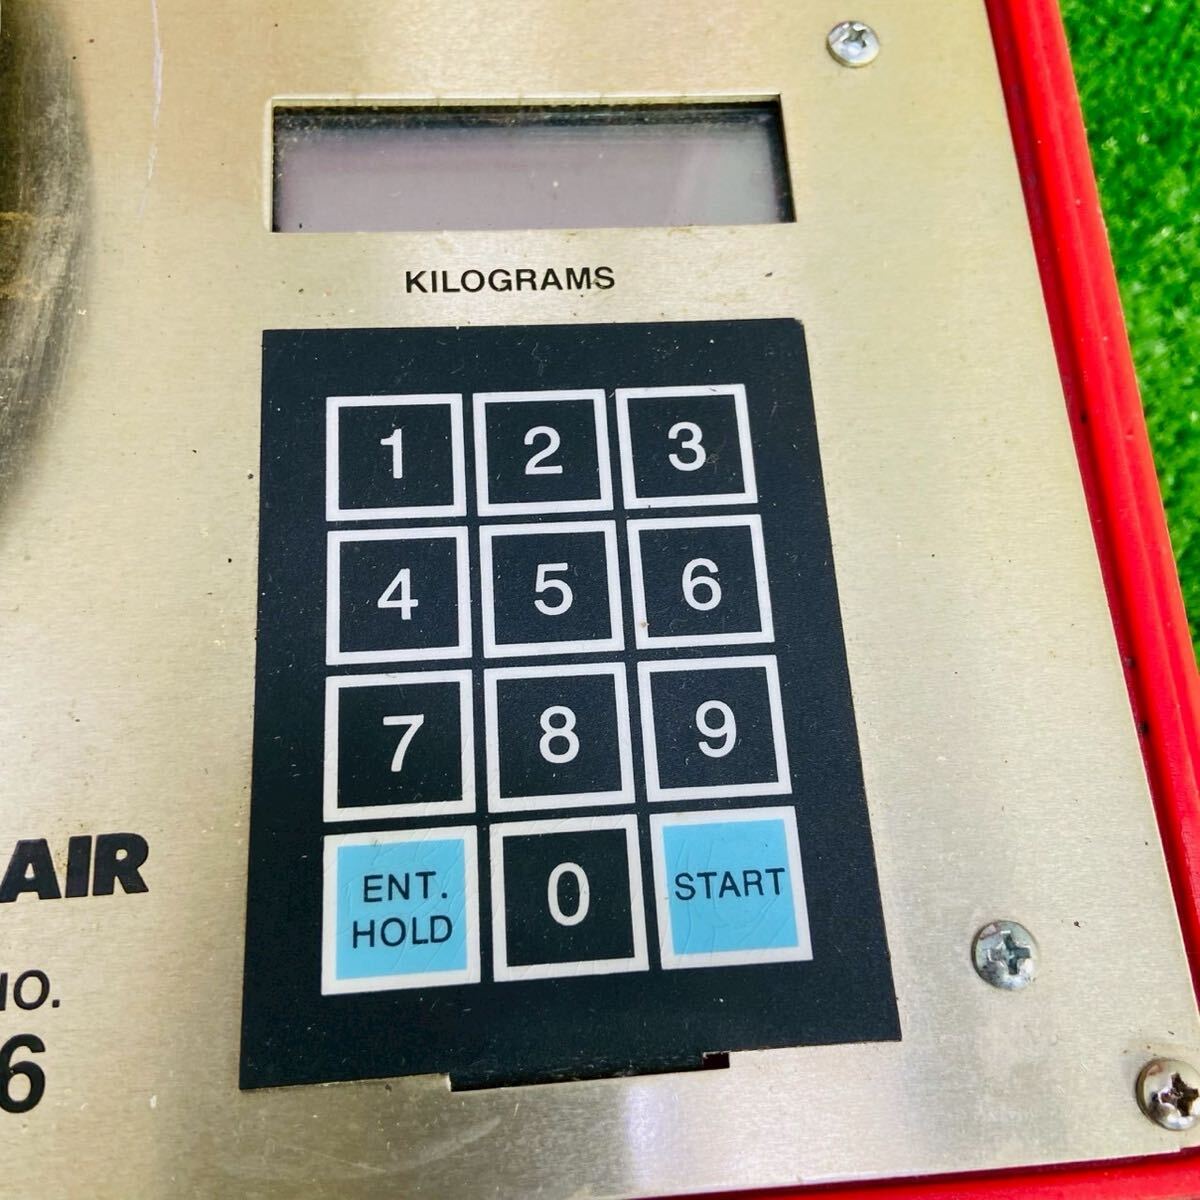 KILOGRAMS
1 2 3
4 5 6
7 8 9
ENT. HOLD 0 START
AIR
NO.
6